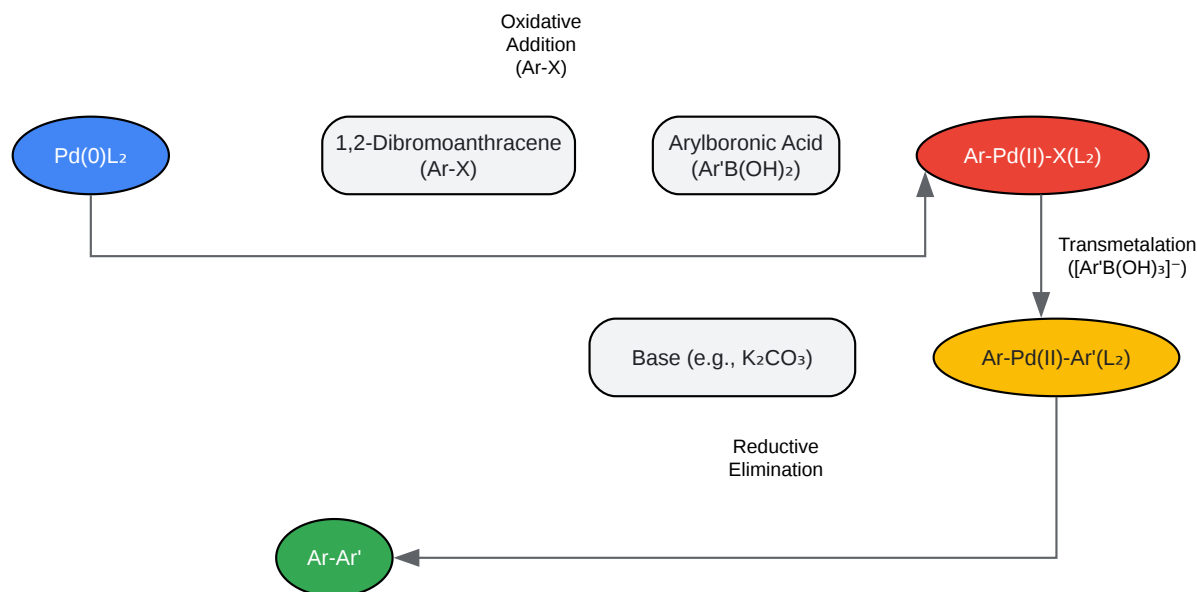 Oxidative
Addition
(Ar-X)
Pd(0)L₂
1,2-Dibromoanthracene
(Ar-X)
Arylboronic Acid
(Ar'B(OH)₂)
Ar-Pd(II)-X(L₂)
Transmetalation
([Ar'B(OH)₃]⁻)
Base (e.g., K₂CO₃)
Ar-Pd(II)-Ar'(L₂)
Reductive
Elimination
Ar-Ar'